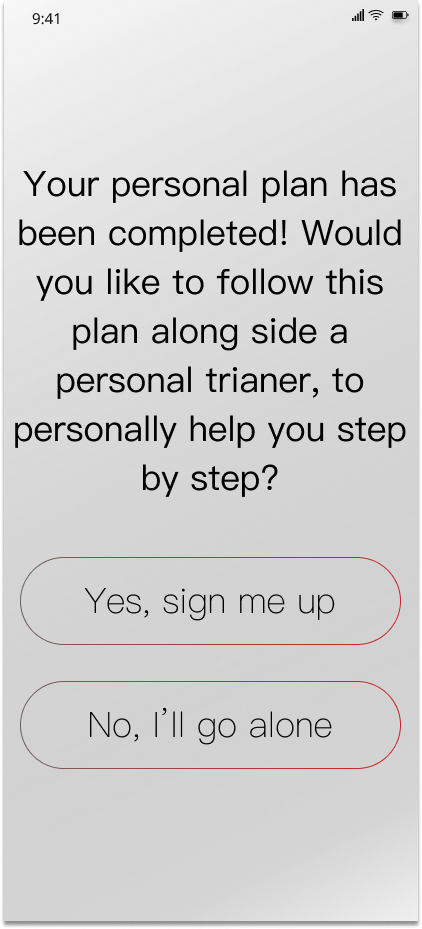 9:41
Your personal plan has
been completed! Would
you like to follow this
plan along side a
personal trianer, to
personally help you step
by step?
Yes, sign me up
No, I'll go alone